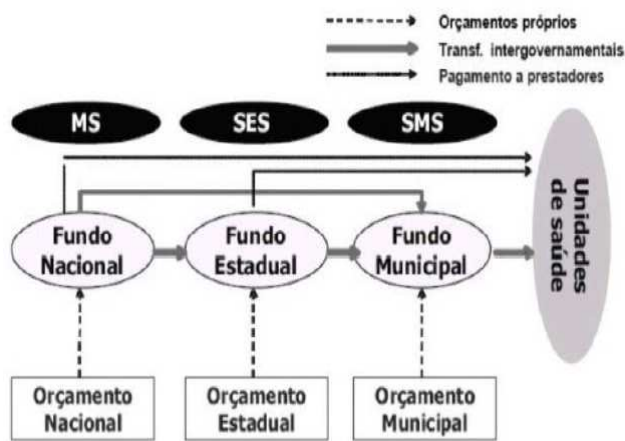 Orçamentos próprios
Transf. intergovernamentais
Pagamento a prestadores
MS
SES
SMS
Fundo
Nacional
Fundo
Estadual
Fundo
Municipal
Unidades
de saúde
Orçamento
Nacional
Orçamento
Estadual
Orçamento
Municipal